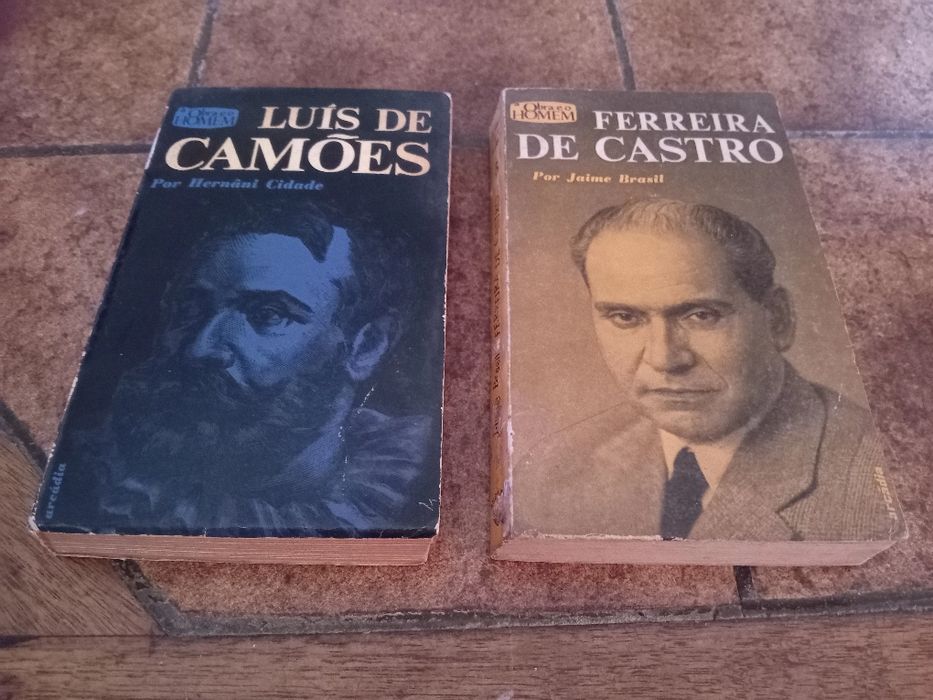 a Obra e o
HOMEM
LUÍS DE
CAMÕES
Por Hernâni Cidade
arcádia
a Obra e o
HOMEM
FERREIRA
DE CASTRO
Por Jaime Brasil
arcádia